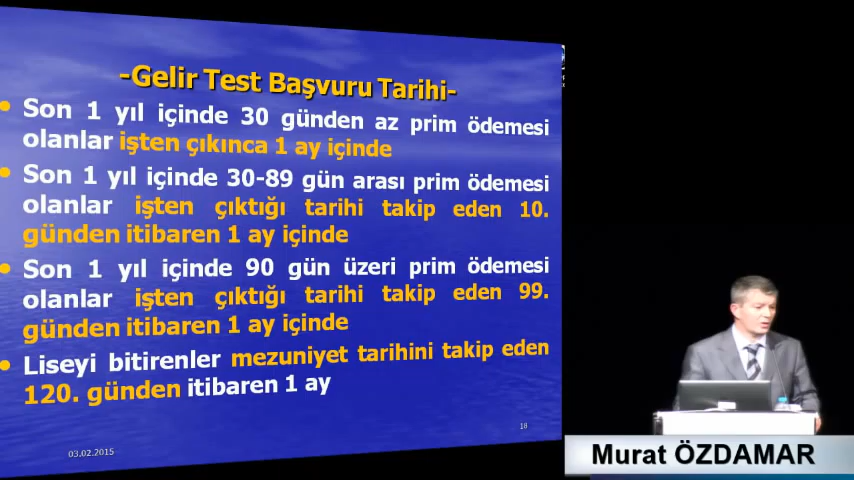 -Gelir Test Başvuru Tarihi-
Son 1 yıl içinde 30 günden az prim ödemesi
olanlar işten çıkınca 1 ay içinde
Son 1 yıl içinde 30-89 gün arası prim ödemesi
olanlar işten çıktığı tarihi takip eden 10.
günden itibaren 1 ay içinde
Son 1 yıl içinde 90 gün üzeri prim ödemesi
olanlar işten çıktığı tarihi takip eden 99.
günden itibaren 1 ay içinde
Liseyi bitirenler mezuniyet tarihini takip eden
120. günden itibaren 1 ay
18
03.02.2015
Murat ÖZDAMAR